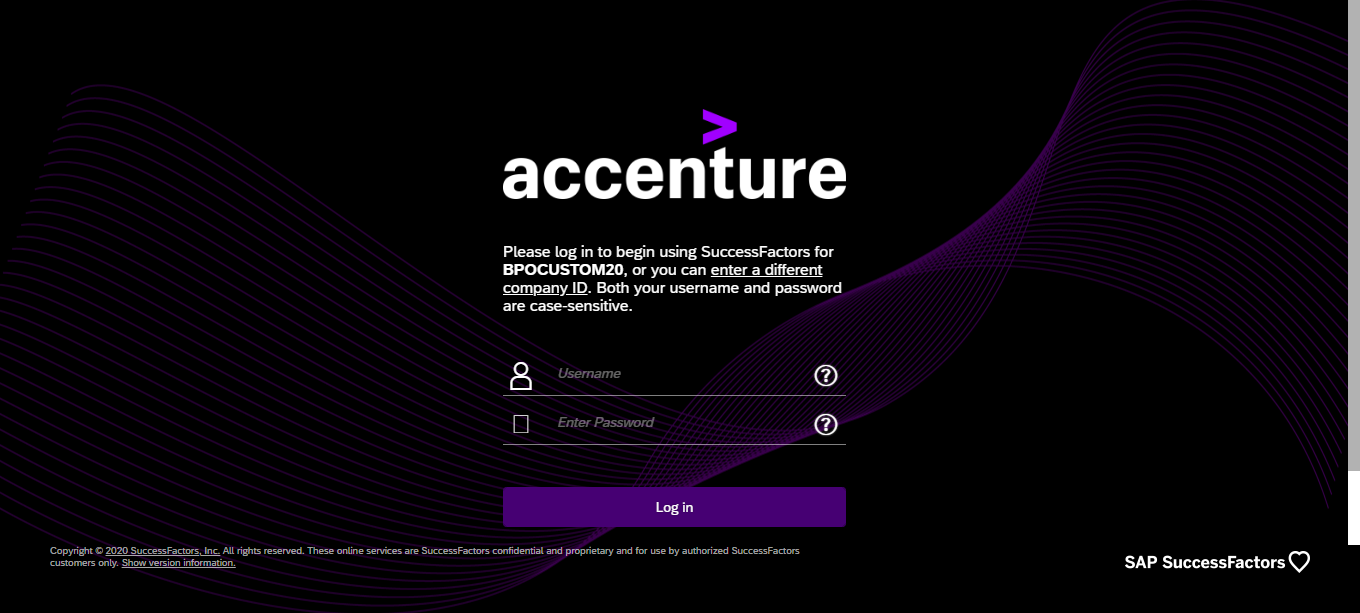 >
accenture
Please log in to begin using SuccessFactors for
BPOCUSTOM20, or you can enter a different
company ID. Both your username and password
are case-sensitive.
Username
Enter Password
Log in
Copyright © 2020 SuccessFactors, Inc. All rights reserved. These online services are SuccessFactors confidential and proprietary and for use by authorized SuccessFactors
customers only. Show version information.
SAP SuccessFactors